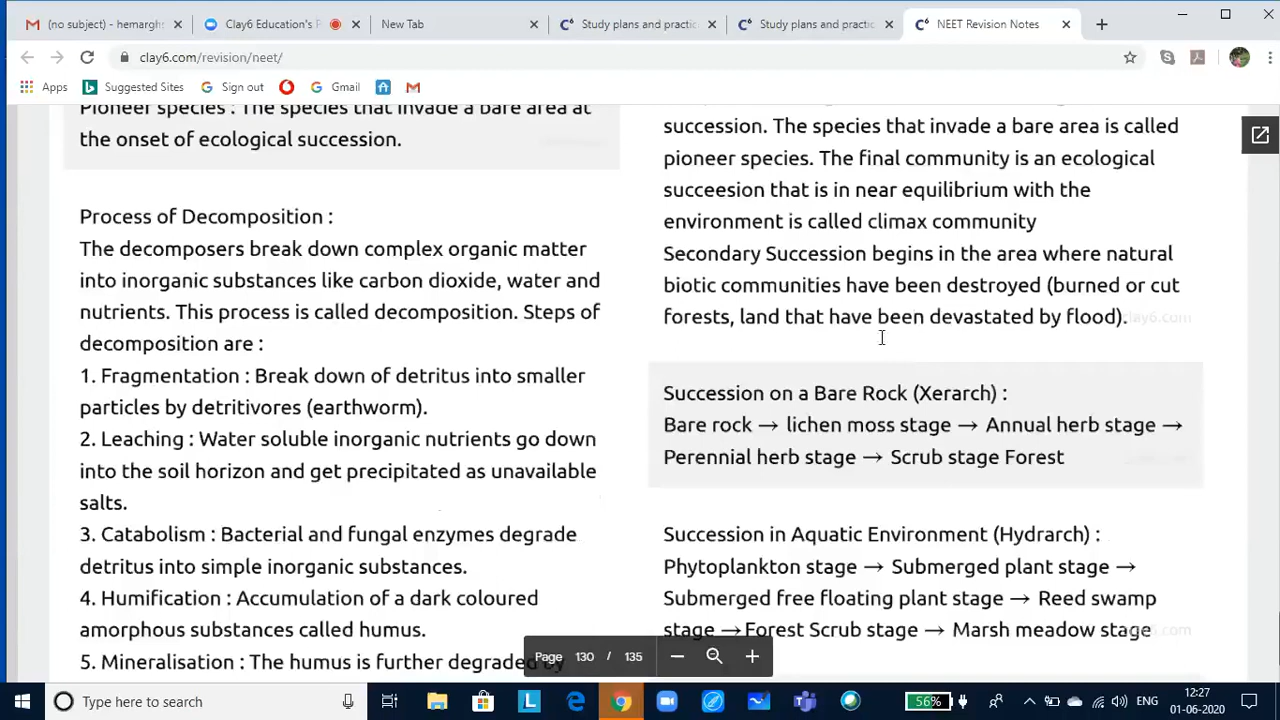 (no subject) - hemarghs
Clay6 Education's P
New Tab
Study plans and practic
Study plans and practic
NEET Revision Notes
clay6.com/revision/neet/
Apps
Suggested Sites
Sign out
Gmail
Pioneer species : The species that invade a bare area at
the onset of ecological succession.
Process of Decomposition :
The decomposers break down complex organic matter
into inorganic substances like carbon dioxide, water and
nutrients. This process is called decomposition. Steps of
decomposition are :
1. Fragmentation : Break down of detritus into smaller
particles by detritivores (earthworm).
2. Leaching : Water soluble inorganic nutrients go down
into the soil horizon and get precipitated as unavailable
salts.
3. Catabolism : Bacterial and fungal enzymes degrade
detritus into simple inorganic substances.
4. Humification : Accumulation of a dark coloured
amorphous substances called humus.
5. Mineralisation : The humus is further degraded by
succession. The species that invade a bare area is called
pioneer species. The final community is an ecological
succeesion that is in near equilibrium with the
environment is called climax community
Secondary Succession begins in the area where natural
biotic communities have been destroyed (burned or cut
forests, land that have been devastated by flood).
clay6.com
Succession on a Bare Rock (Xerarch) :
Bare rock → lichen moss stage → Annual herb stage →
Perennial herb stage → Scrub stage Forest
Succession in Aquatic Environment (Hydrarch) :
Phytoplankton stage → Submerged plant stage →
Submerged free floating plant stage → Reed swamp
stage →Forest Scrub stage → Marsh meadow stage
clay6.com
Page 130 / 135
Type here to search
56%
ENG
12:27
01-06-2020